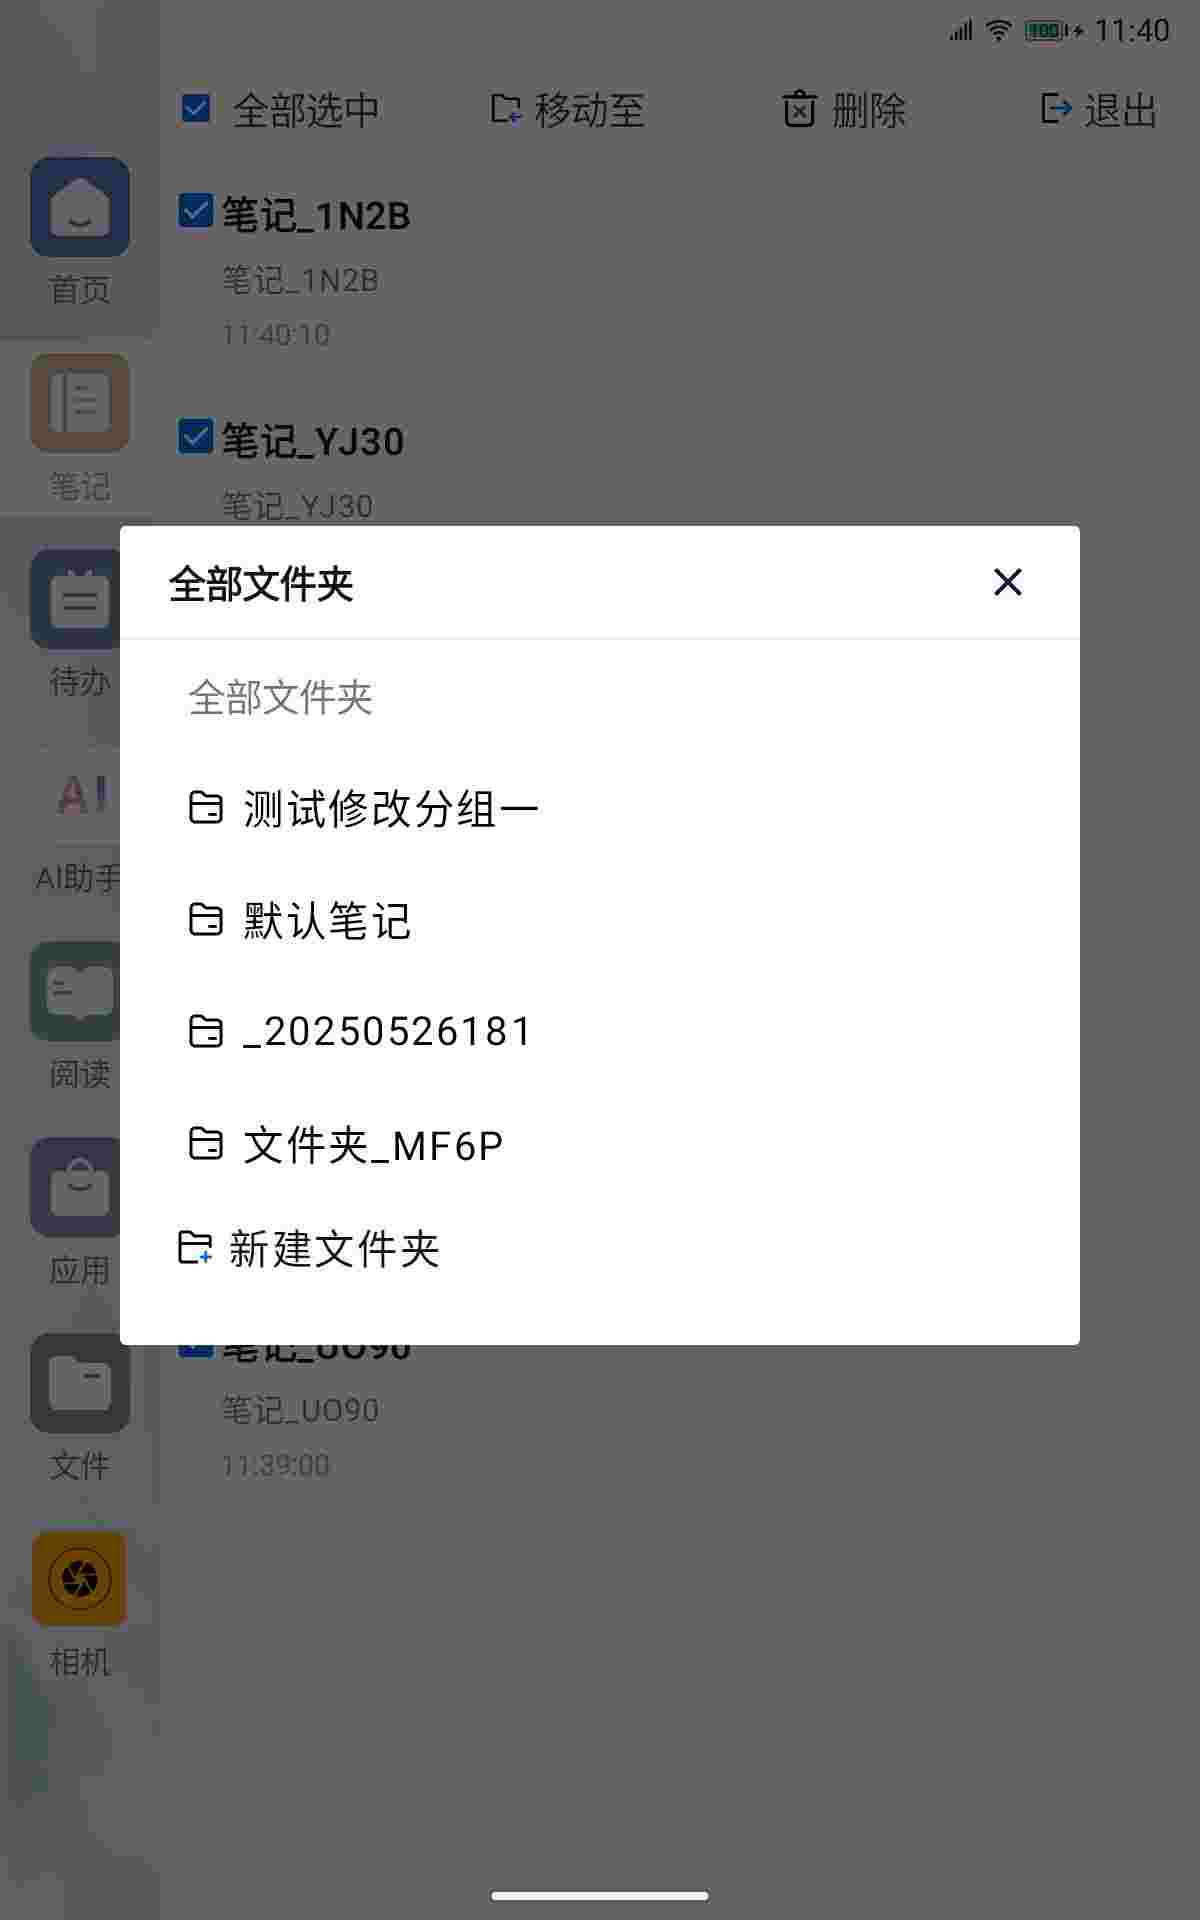 11:40
全部选中 移动至 删除 退出
笔记_1N2B
笔记_1N2B
11:40:10
笔记_YJ30
笔记_YJ30
首页
笔记
待办
AI
AI助手
阅读
应用
文件
相机
全部文件夹
全部文件夹
测试修改分组一
默认笔记
_20250526181
文件夹_MF6P
新建文件夹
笔记_UO90
笔记_UO90
11:39:00
100